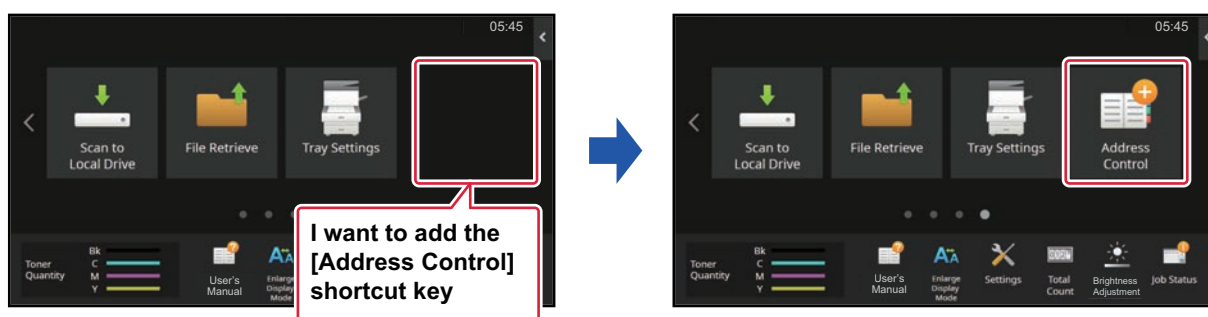 05:45
Scan to
Local Drive
File Retrieve
Tray Settings
I want to add the
[Address Control]
shortcut key
Toner
Quantity
Bk
C
M
Y
User's
Manual
Enlarge
Display
Mode
05:45
Scan to
Local Drive
File Retrieve
Tray Settings
Address
Control
Toner
Quantity
Bk
C
M
Y
User's
Manual
Enlarge
Display
Mode
Settings
Total
Count
Brightness
Adjustment
Job Status